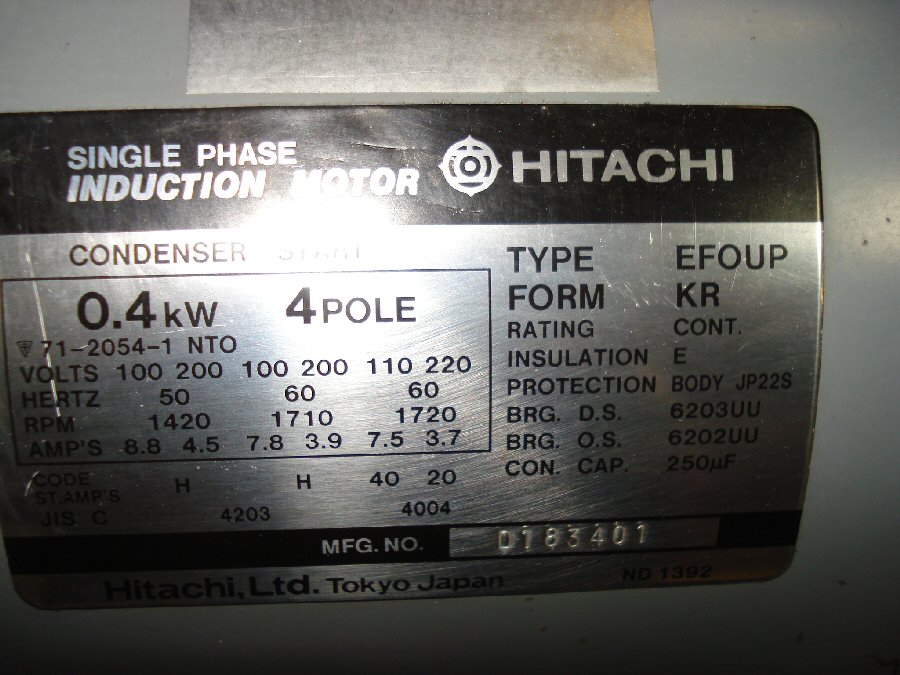 SINGLE PHASE
INDUCTION MOTOR HITACHI
CONDENSER START
0.4kW 4POLE
71-2054-1 NTO
VOLTS 100 200 100 200 110 220
HERTZ 50 60 60
RPM 1420 1710 1720
AMP'S 8.8 4.5 7.8 3.9 7.5 3.7
CODE H H 40 20
ST.AMP'S
JIS C 4203 4004
TYPE EFOUP
FORM KR
RATING CONT.
INSULATION E
PROTECTION BODY JP22S
BRG. D.S. 6203UU
BRG. O.S. 6202UU
CON. CAP. 250μF
MFG. NO. D183401
Hitachi, Ltd. Tokyo Japan ND 1392